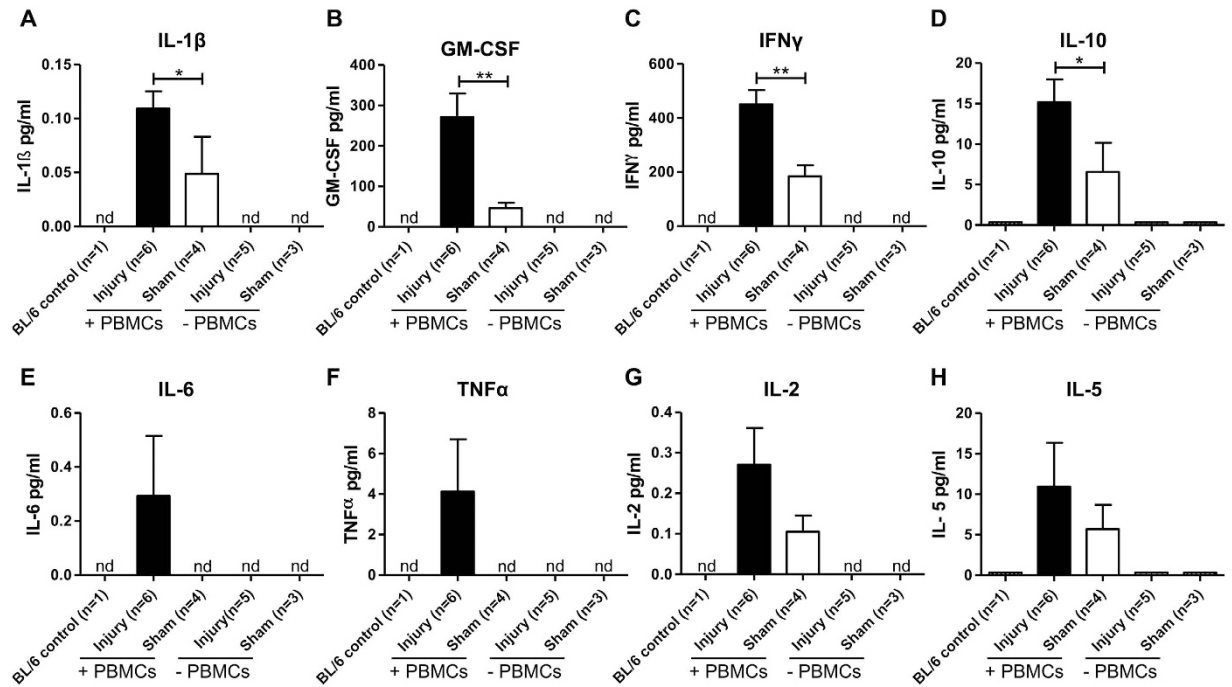 A
IL-1β
IL-1ß pg/ml
0.15
0.10
0.05
0.00
*
nd
nd
nd
BL/6 control (n=1)
Injury (n=6)
Sham (n=4)
Injury (n=5)
Sham (n=3)
+ PBMCs
- PBMCs
B
GM-CSF
GM-CSF pg/ml
400
300
200
100
0
**
nd
nd
nd
BL/6 control (n=1)
Injury (n=6)
Sham (n=4)
Injury (n=5)
Sham (n=3)
+ PBMCs
- PBMCs
C
IFNγ
IFNγ pg/ml
600
400
200
0
**
nd
nd
nd
BL/6 control (n=1)
Injury (n=6)
Sham (n=4)
Injury (n=5)
Sham (n=3)
+ PBMCs
- PBMCs
D
IL-10
IL-10 pg/ml
20
15
10
5
0
*
BL/6 control (n=1)
Injury (n=6)
Sham (n=4)
Injury (n=5)
Sham (n=3)
+ PBMCs
- PBMCs
E
IL-6
IL-6 pg/ml
0.6
0.4
0.2
0.0
nd
nd
nd
nd
BL/6 control (n=1)
Injury (n=6)
Sham (n=4)
Injury(n=5)
Sham (n=3)
+ PBMCs
- PBMCs
F
TNFα
TNFα pg/ml
8
6
4
2
0
nd
nd
nd
nd
BL/6 control (n=1)
Injury (n=6)
Sham (n=4)
Injury(n=5)
Sham (n=3)
+ PBMCs
- PBMCs
G
IL-2
IL-2 pg/ml
0.4
0.3
0.2
0.1
0.0
nd
nd
nd
BL/6 control (n=1)
Injury (n=6)
Sham (n=4)
Injury(n=5)
Sham (n=3)
+ PBMCs
- PBMCs
H
IL-5
IL- 5 pg/ml
20
15
10
5
0
BL/6 control (n=1)
Injury (n=6)
Sham (n=4)
Injury(n=5)
Sham (n=3)
+ PBMCs
- PBMCs